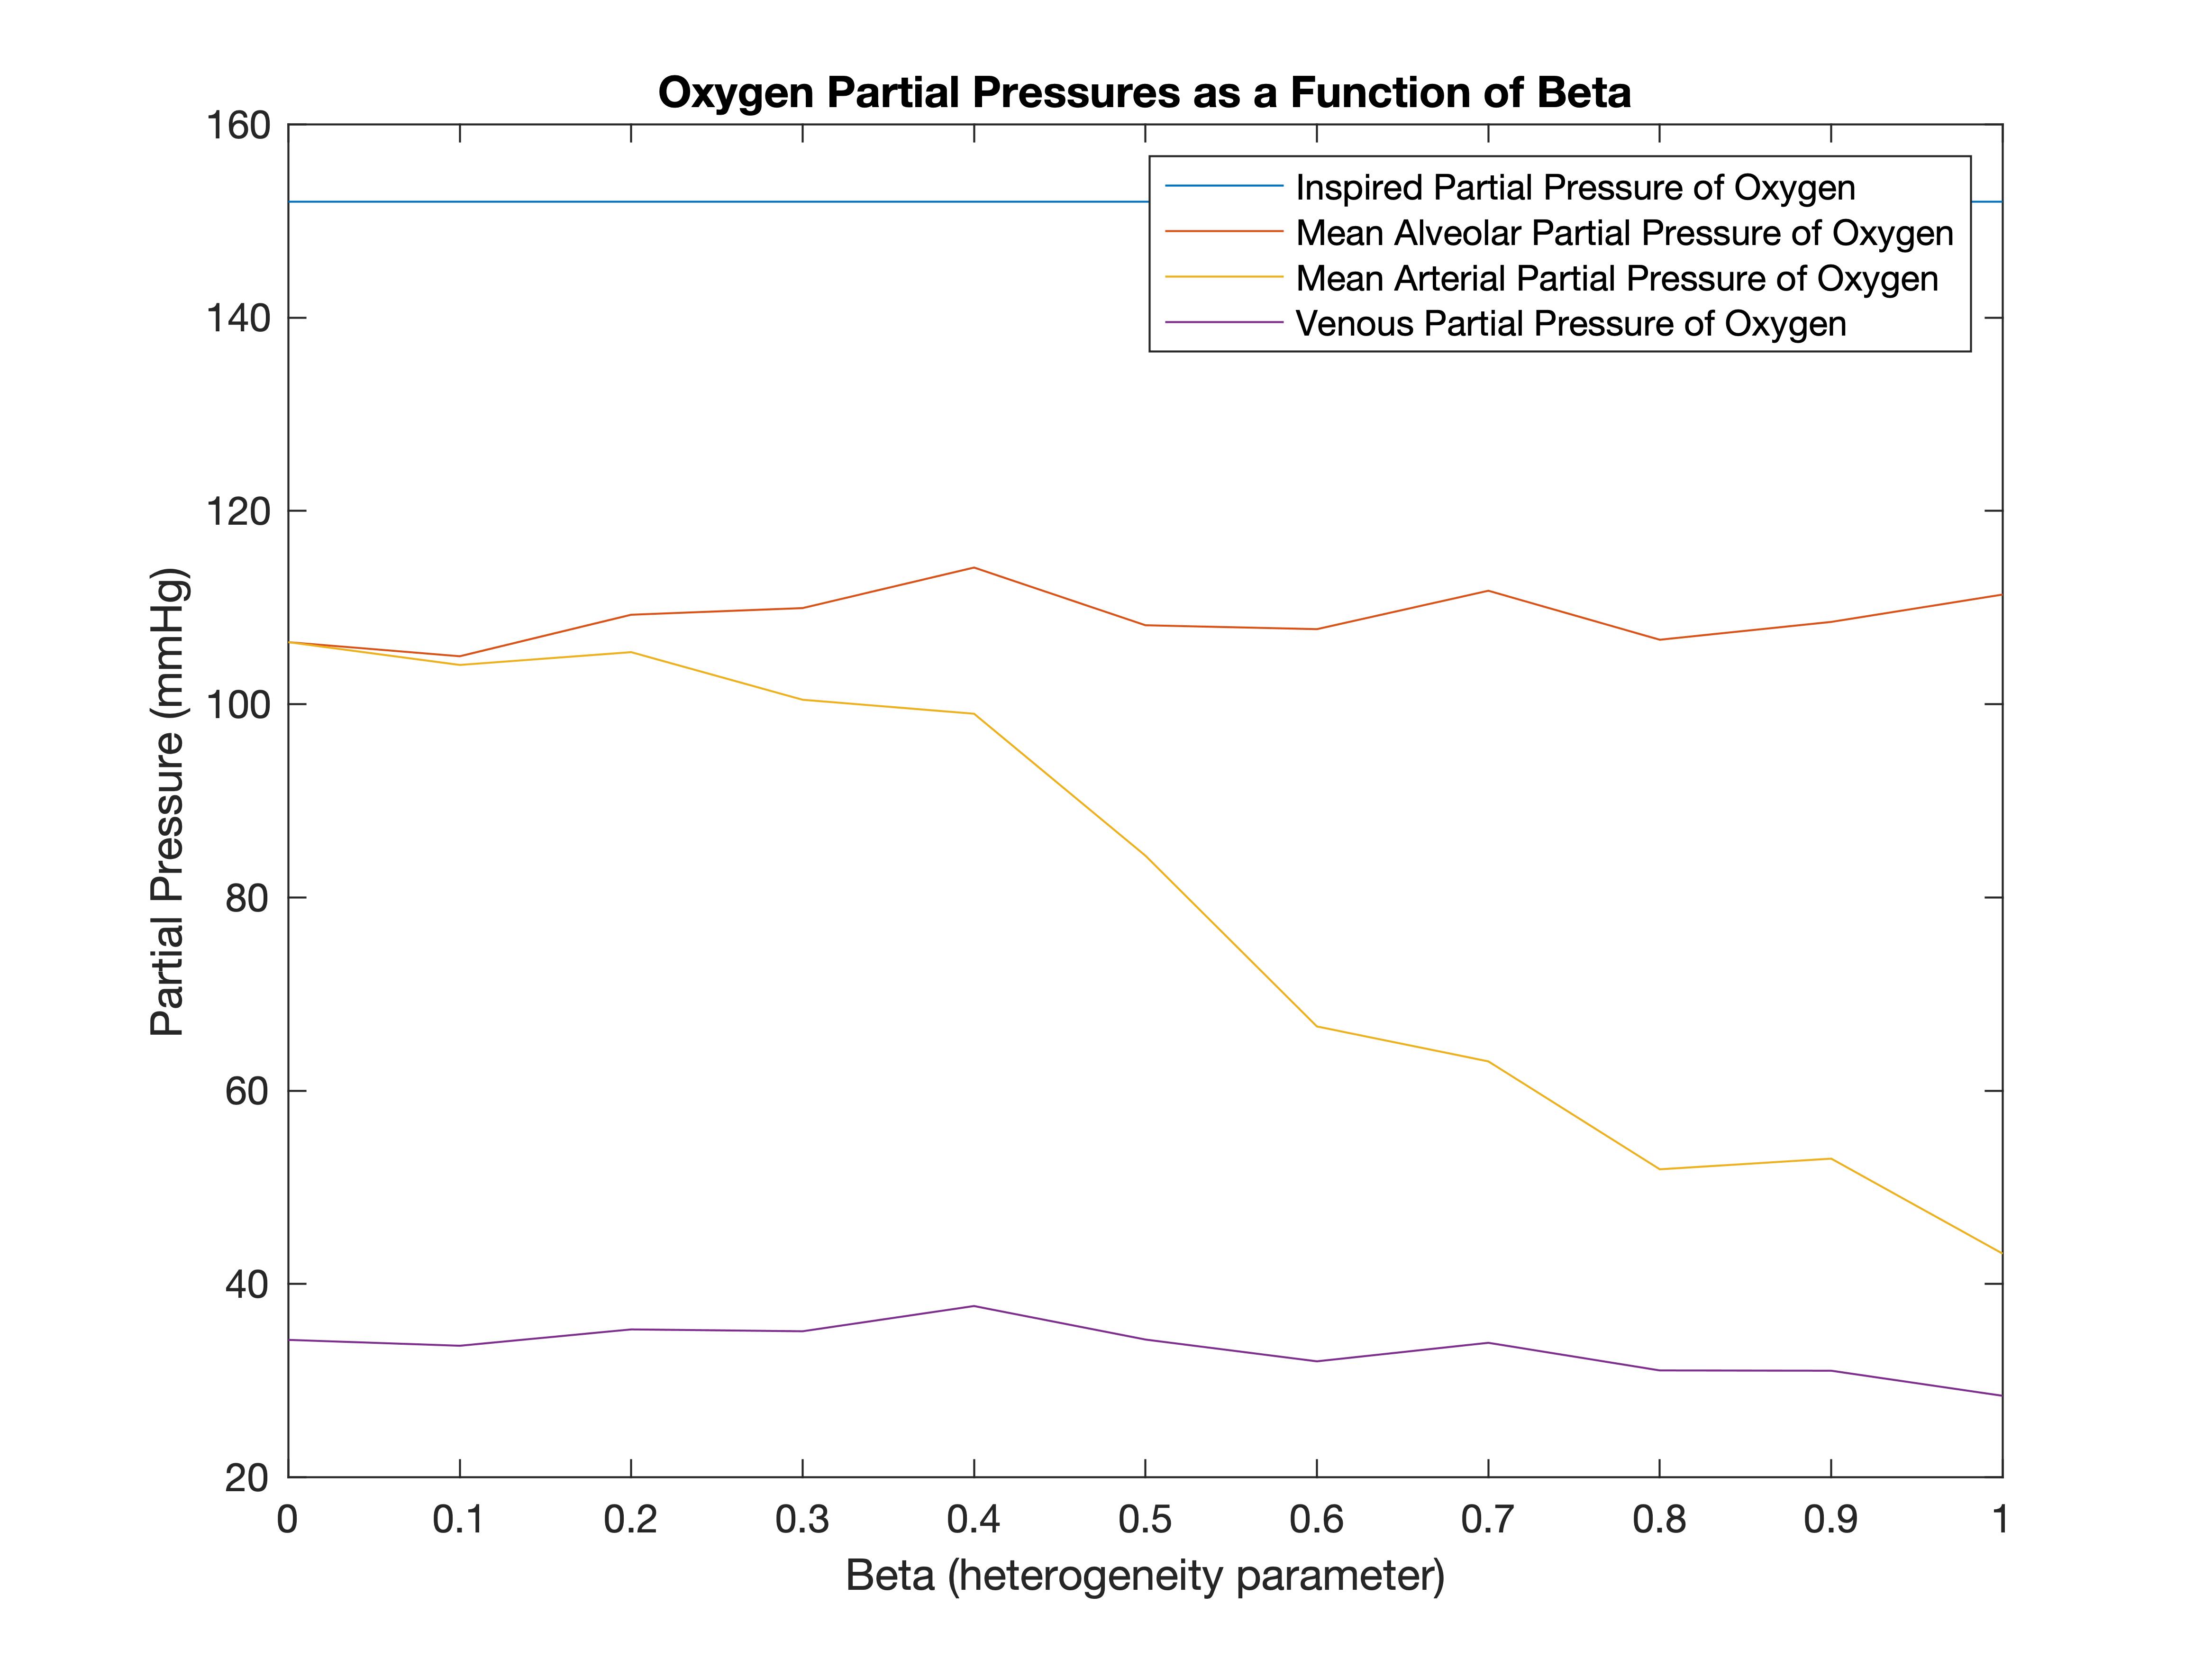 Oxygen Partial Pressures as a Function of Beta
160
140
120
100
80
60
40
20
Partial Pressure (mmHg)
Inspired Partial Pressure of Oxygen
Mean Alveolar Partial Pressure of Oxygen
Mean Arterial Partial Pressure of Oxygen
Venous Partial Pressure of Oxygen
0 0.1 0.2 0.3 0.4 0.5 0.6 0.7 0.8 0.9 1
Beta (heterogeneity parameter)